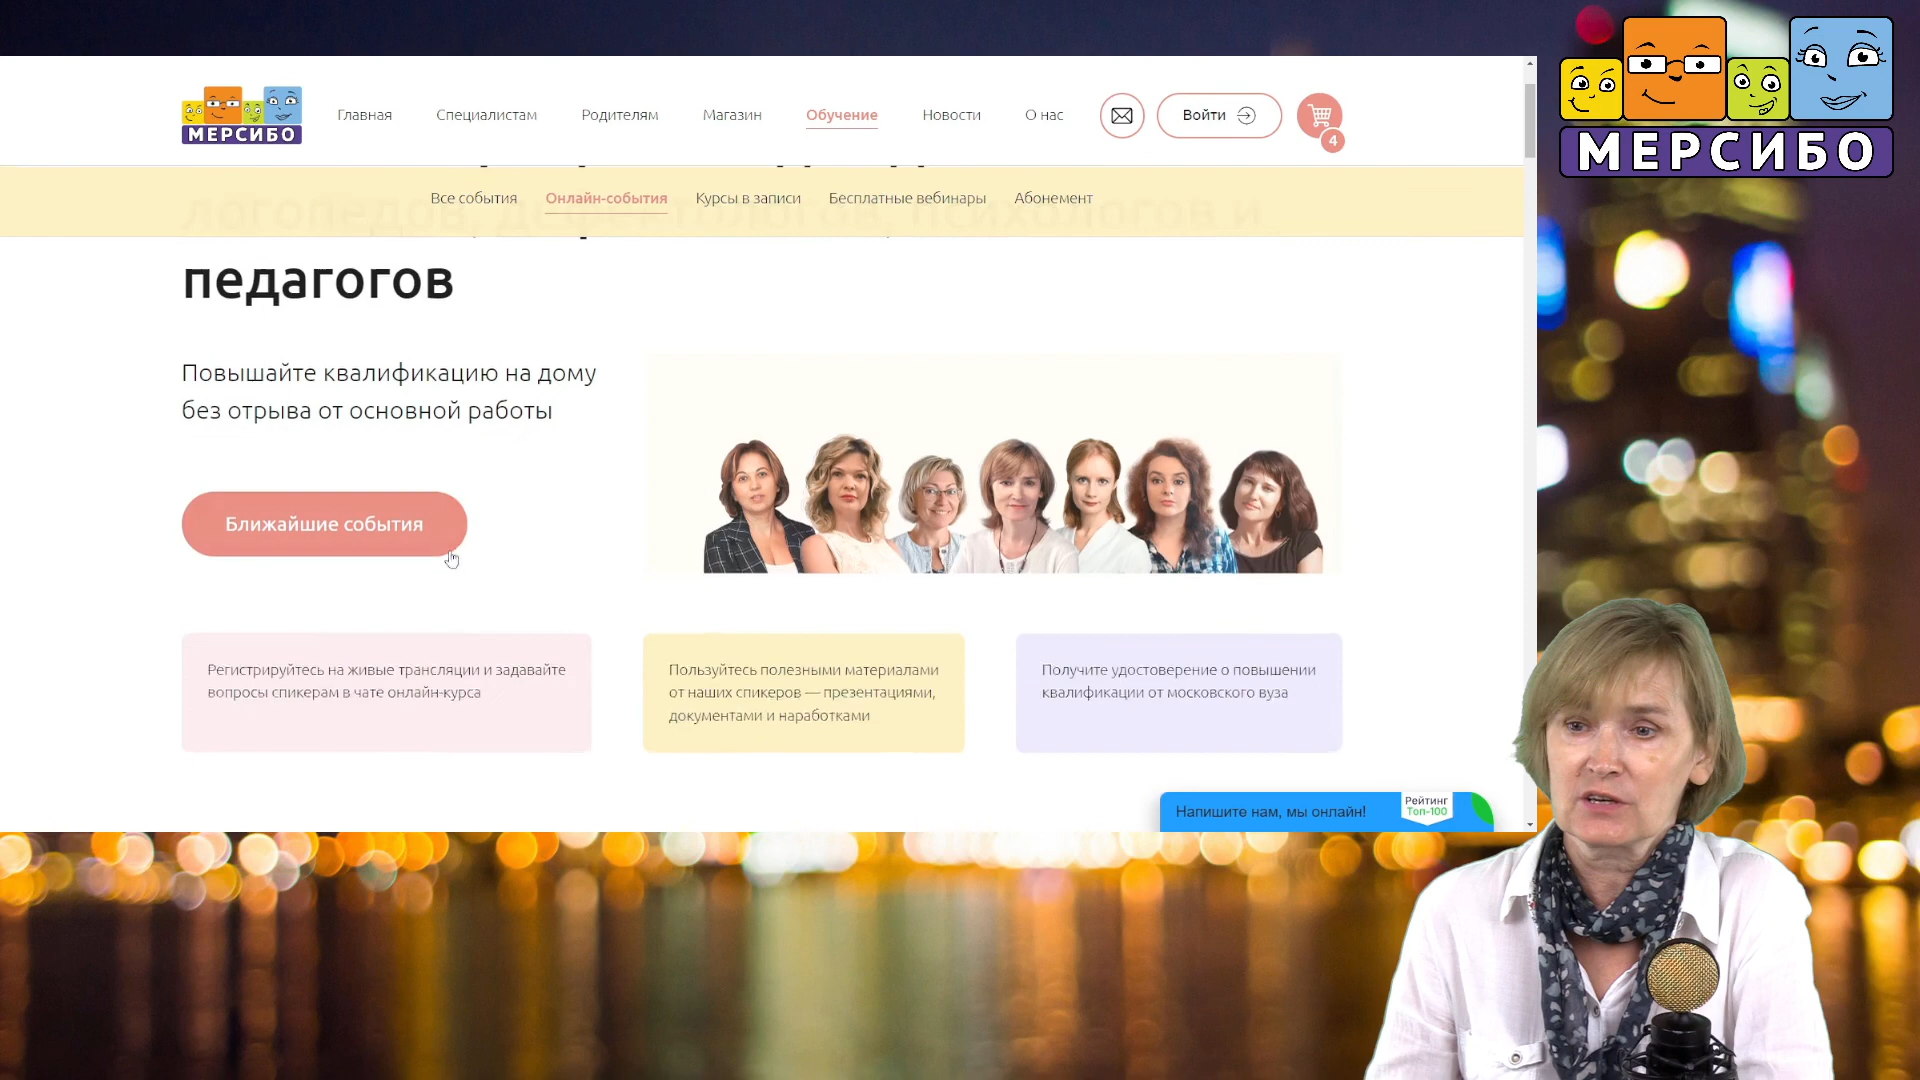 МЕРСИБО
Главная
Специалистам
Родителям
Магазин
Обучение
Новости
О нас
Войти
4
МЕРСИБО
Все события
Онлайн-события
Курсы в записи
Бесплатные вебинары
Абонемент
логопедов, дефектологов, психологов и
педагогов
Повышайте квалификацию на дому
без отрыва от основной работы
Ближайшие события
Регистрируйтесь на живые трансляции и задавайте
вопросы спикерам в чате онлайн-курса
Пользуйтесь полезными материалами
от наших спикеров — презентациями,
документами и наработками
Получите удостоверение о повышении
квалификации от московского вуза
Напишите нам, мы онлайн!
Рейтинг
Топ-100